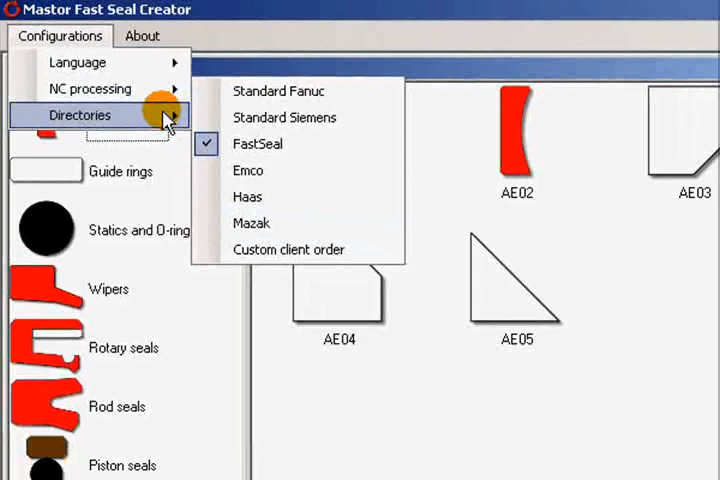 Mastor Fast Seal Creator
Configurations About
Language
NC processing
Directories
Standard Fanuc
Standard Siemens
FastSeal
Emco
Haas
Mazak
Custom client order
Guide rings
Statics and O-ring
Wipers
Rotary seals
Rod seals
Piston seals
AE02
AE03
AE04
AE05